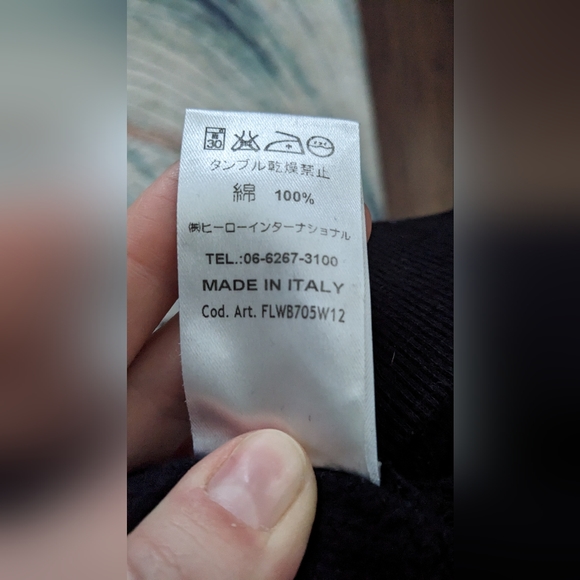 30
タンブル乾燥禁止
綿 100%
㈱ヒーローインターナショナル
TEL.:06-6267-3100
MADE IN ITALY
Cod. Art. FLWB705W12